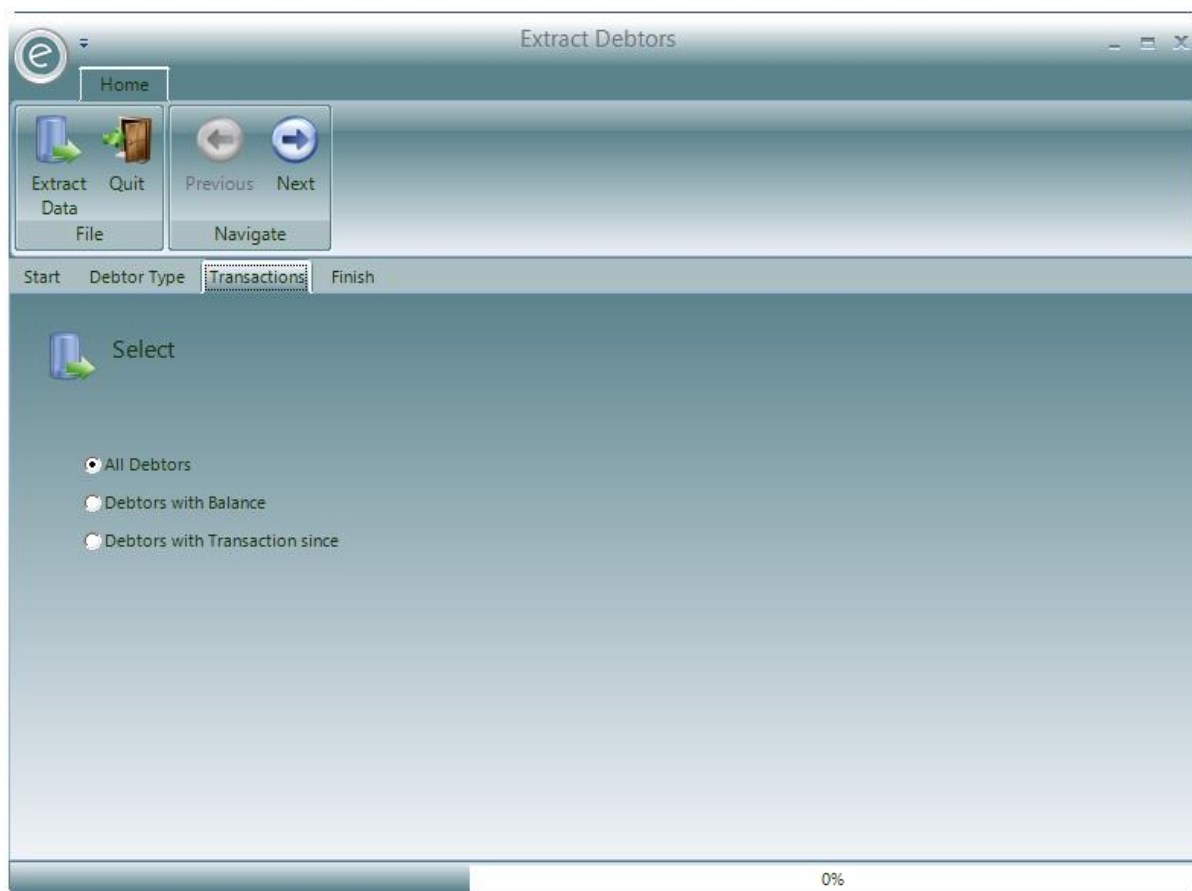 e
Extract Debtors
Home
Extract Data
Quit
Previous
Next
File
Navigate
Start Debtor Type Transactions Finish
Select
All Debtors
Debtors with Balance
Debtors with Transaction since
0%